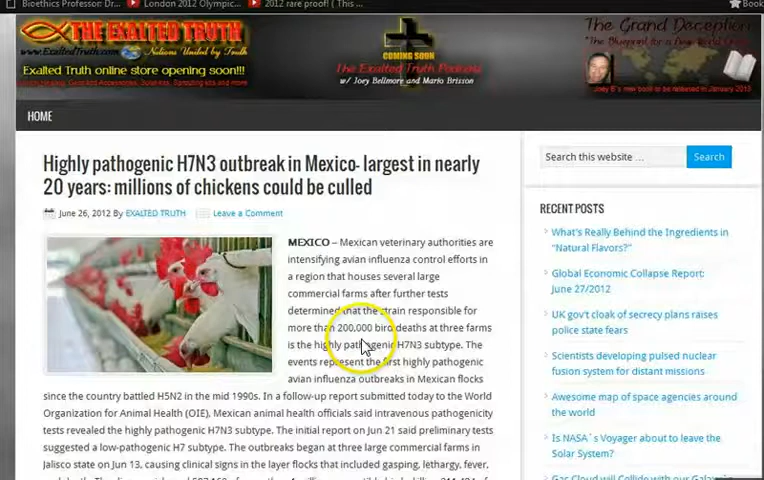 Bioethics Professor: Dr...
London 2012 Olympic...
2012 rare proof! ( This ...
Book
THE EXALTED TRUTH
www.ExaltedTruth.com
Nations United by Truth
Exalted Truth online store opening soon!!!
COMING SOON
The Exalted Truth Podcast
w/ Joey Bellmore and Mario Brisson
The Grand Deception
"The Blueprint for a New World Order"
Joey B's new book to be released in January 2013
HOME
Highly pathogenic H7N3 outbreak in Mexico- largest in nearly
20 years: millions of chickens could be culled
June 26, 2012 By EXALTED TRUTH
Leave a Comment
MEXICO – Mexican veterinary authorities are
intensifying avian influenza control efforts in
a region that houses several large
commercial farms after further tests
determined that the strain responsible for
more than 200,000 bird deaths at three farms
is the highly pathogenic H7N3 subtype. The
events represent the first highly pathogenic
avian influenza outbreaks in Mexican flocks
since the country battled H5N2 in the mid 1990s. In a follow-up report submitted today to the World
Organization for Animal Health (OIE), Mexican animal health officials said intravenous pathogenicity
tests revealed the highly pathogenic H7N3 subtype. The initial report on Jun 21 said preliminary tests
suggested a low-pathogenic H7 subtype. The outbreaks began at three large commercial farms in
Jalisco state on Jun 13, causing clinical signs in the layer flocks that included gasping, lethargy, fever,
Search this website ...
Search
RECENT POSTS
What's Really Behind the Ingredients in
"Natural Flavors?"
Global Economic Collapse Report:
June 27/2012
UK gov't cloak of secrecy plans raises
police state fears
Scientists developing pulsed nuclear
fusion system for distant missions
Awesome map of space agencies around
the world
Is NASA`s Voyager about to leave the
Solar System?
Gas Cloud will Collide with our Galaxy